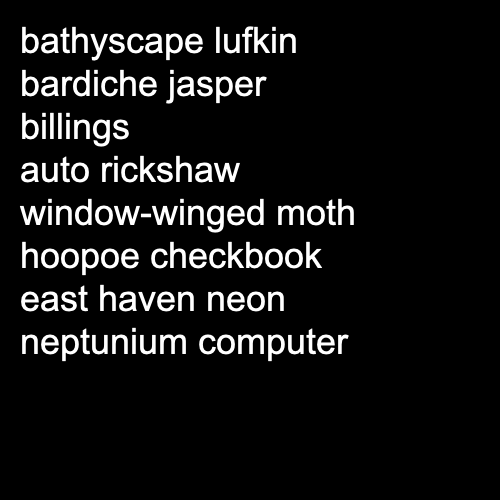 bathyscape lufkin
bardiche jasper
billings
auto rickshaw
window-winged moth
hoopoe checkbook
east haven neon
neptunium computer